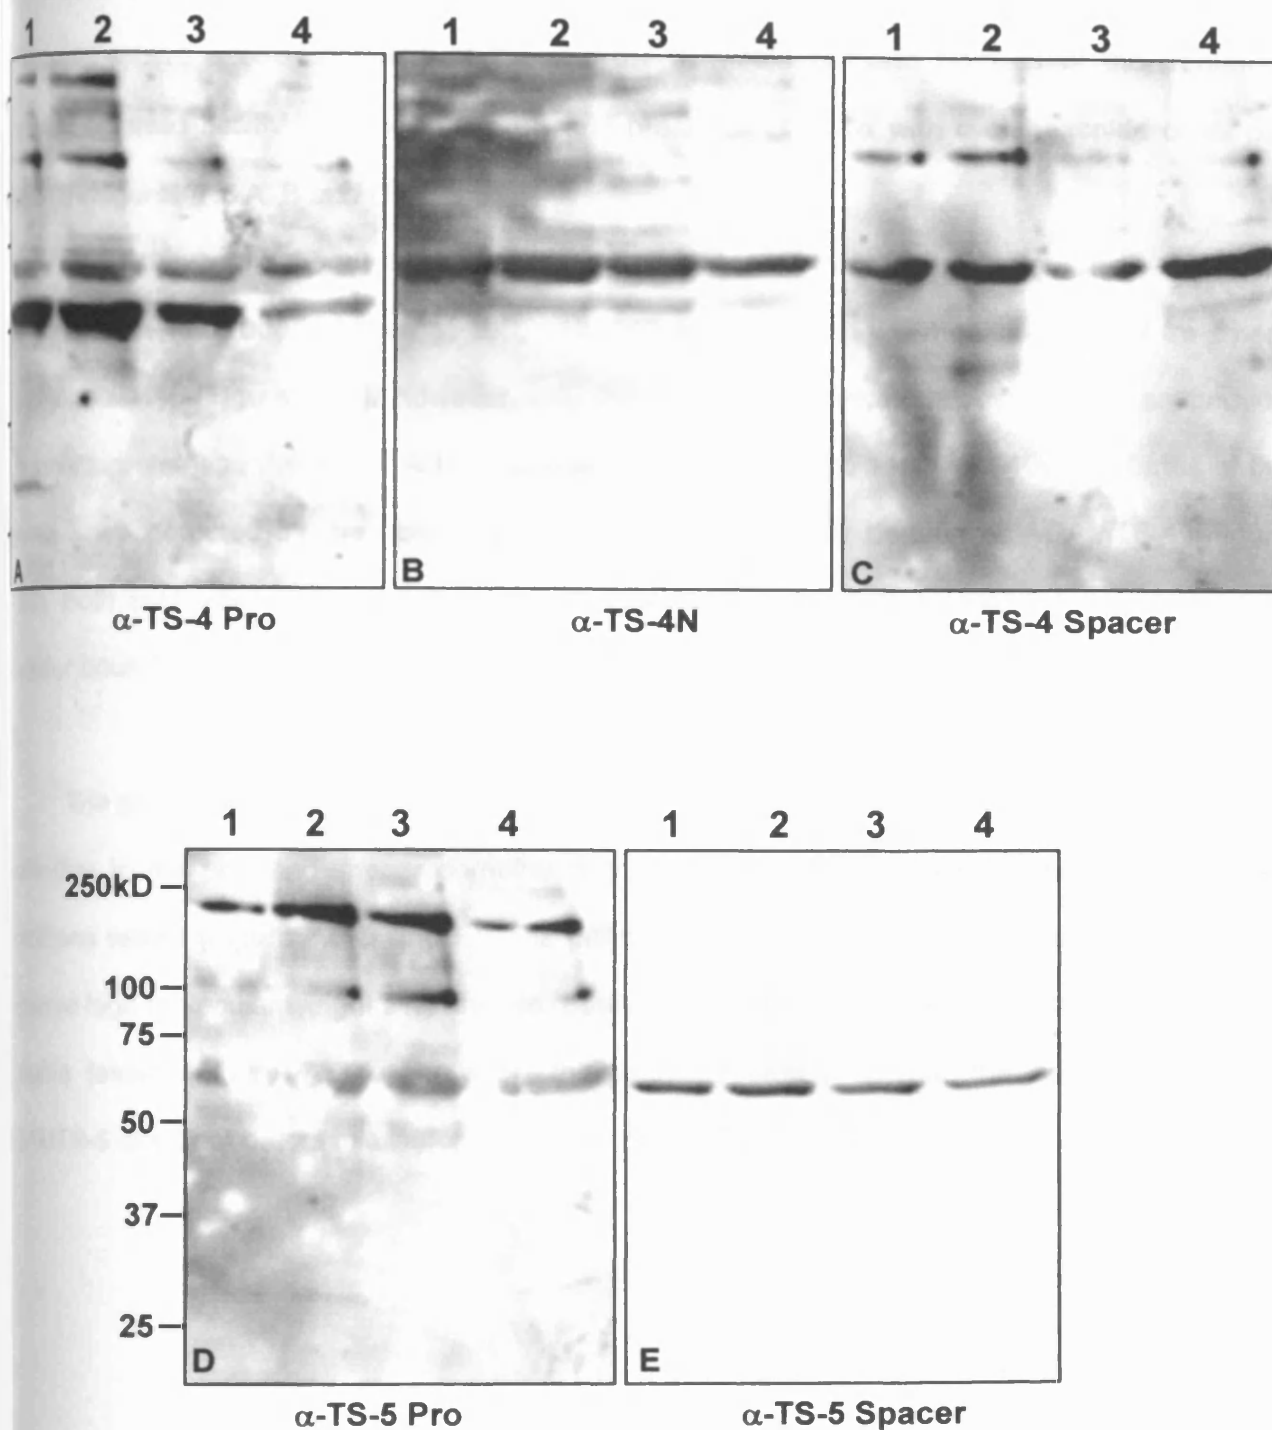 1 2 3 4
1 2 3 4
1 2 3 4
A
B
C
α-TS-4 Pro
α-TS-4N
α-TS-4 Spacer
1 2 3 4
1 2 3 4
250kD
100
75
50
37
25
D
E
α-TS-5 Pro
α-TS-5 Spacer